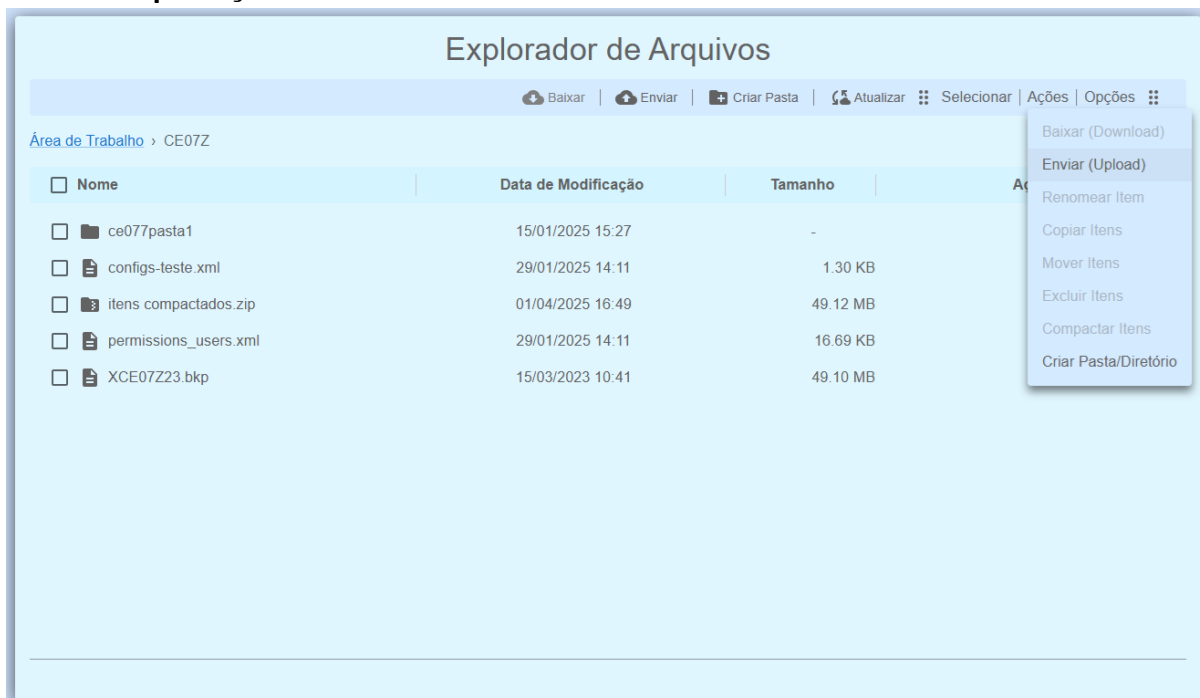 Explorador de Arquivos
Baixar | Enviar | Criar Pasta | Atualizar Selecionar | Ações | Opções
Área de Trabalho › CE07Z
Baixar (Download)
Enviar (Upload)
Renomear Item
Copiar Itens
Mover Itens
Excluir Itens
Compactar Itens
Criar Pasta/Diretório
Nome Data de Modificação Tamanho
ce077pasta1 15/01/2025 15:27 -
configs-teste.xml 29/01/2025 14:11 1.30 KB
itens compactados.zip 01/04/2025 16:49 49.12 MB
permissions_users.xml 29/01/2025 14:11 16.69 KB
XCE07Z23.bkp 15/03/2023 10:41 49.10 MB